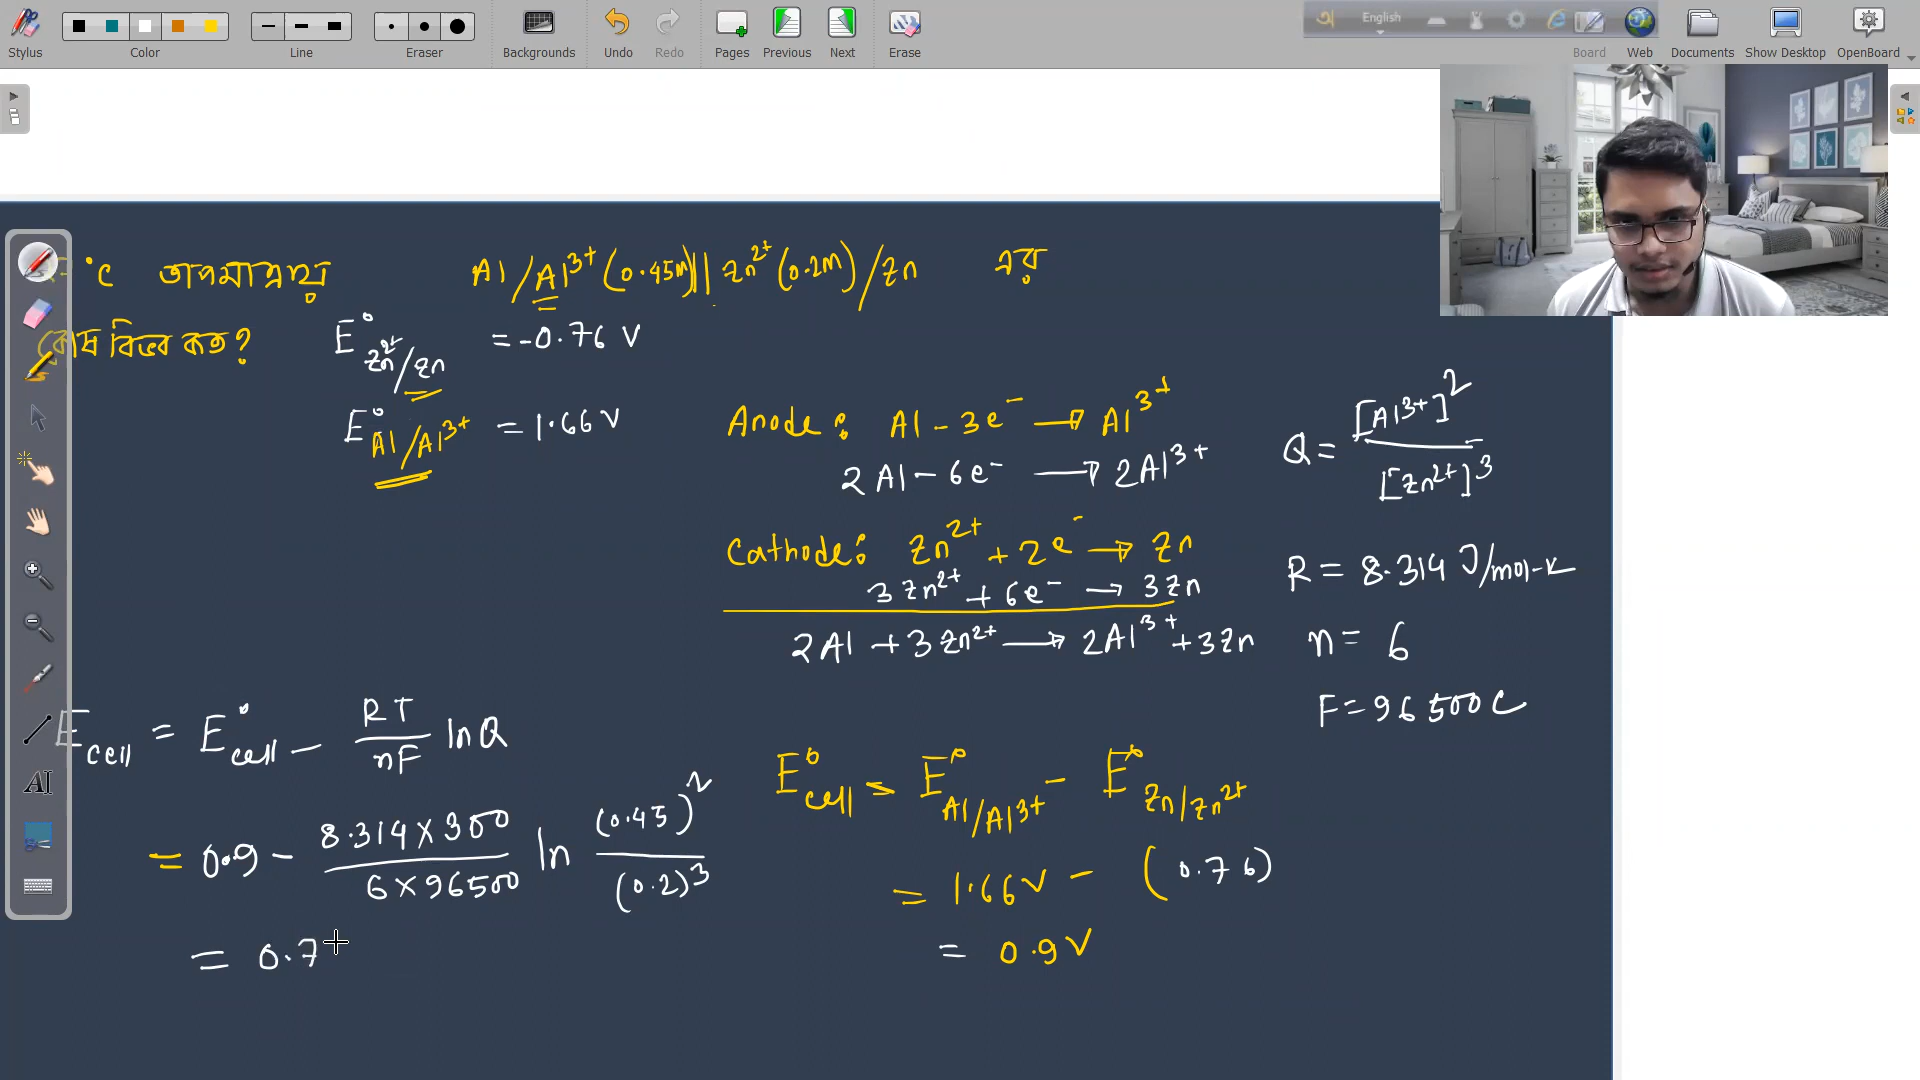 Stylus Color Line Eraser Backgrounds Undo Redo Pages Previous Next Erase
English
Board Web Documents Show Desktop OpenBoard
°C তাপমাত্রায় Al/Al³⁺(0.45M)||Zn²⁺(0.2M)/Zn এর
কোষ বিভব কত?
E°Zn²⁺/Zn = -0.76 V
E°Al/Al³⁺ = 1.66 V
Anode: Al - 3e⁻ → Al³⁺
2Al - 6e⁻ → 2Al³⁺
Cathode: Zn²⁺ + 2e⁻ → Zn
3Zn²⁺ + 6e⁻ → 3Zn
2Al + 3Zn²⁺ → 2Al³⁺ + 3Zn
Q = [Al³⁺]² / [Zn²⁺]³
R = 8.314 J/mol-K
n = 6
F = 96500C
Ecell = E°cell - RT/nF lnQ
= 0.9 - 8.314×300 / 6×96500 ln (0.45)² / (0.2)³
= 0.7
E°cell = E°Al/Al³⁺ - E°Zn/Zn²⁺
= 1.66V - (0.76)
= 0.9V
AI